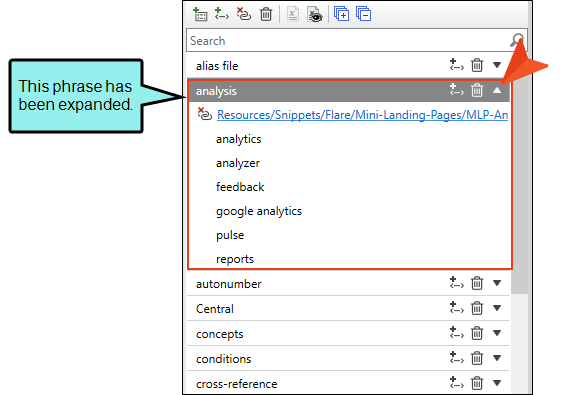 Search
alias file
This phrase has
been expanded.
analysis
Resources/Snippets/Flare/Mini-Landing-Pages/MLP-An
analytics
analyzer
feedback
google analytics
pulse
reports
autonumber
Central
concepts
conditions
cross-reference